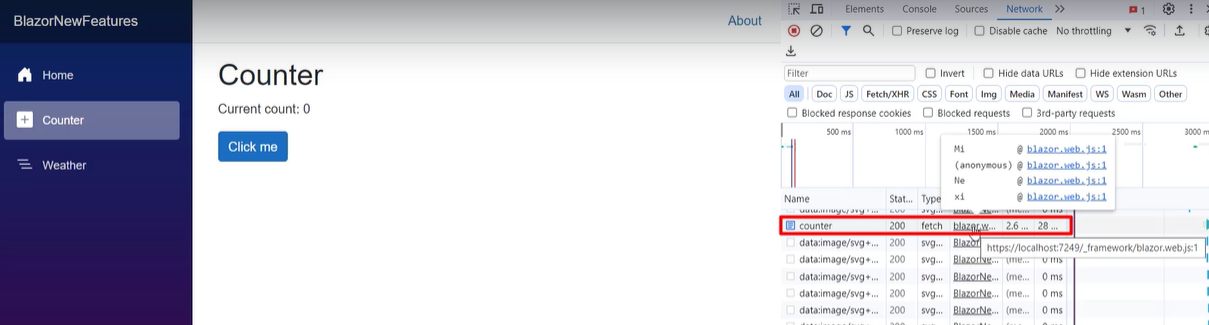 BlazorNewFeatures
Home
Counter
Weather
About
Counter
Current count: 0
Click me
Elements Console Sources Network 1
Preserve log Disable cache No throttling
Filter Invert Hide data URLs Hide extension URLs
All Doc JS Fetch/XHR CSS Font Img Media Manifest WS Wasm Other
Blocked response cookies Blocked requests 3rd-party requests
500 ms 1000 ms 1500 ms 2000 ms 2500 ms 3000 m
Mi @ blazor.web.js:1
(anonymous) @ blazor.web.js:1
Ne @ blazor.web.js:1
xi @ blazor.web.js:1
Name Stat... Type
counter 200 fetch blazor.w... 2.6 ... 28 ...
https://localhost:7249/_framework/blazor.web.js:1
data:image/svg+... 200 svg... Blazor
data:image/svg+... 200 svg... BlazorNe... (me... 0 ms
data:image/svg+... 200 svg... BlazorNe... (me... 0 ms
data:image/svg+... 200 svg... BlazorNe... (me... 0 ms
data:image/svg+... 200 svg... BlazorNe... (me... 0 ms